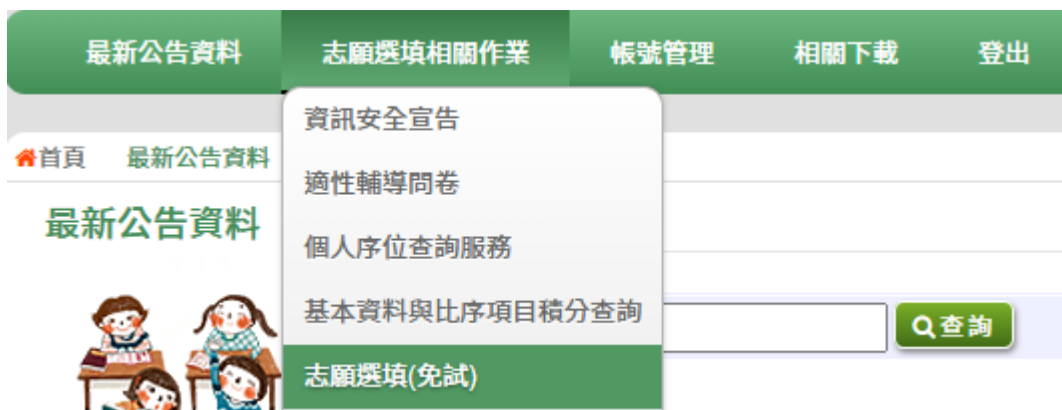 最新公告資料 志願選填相關作業 帳號管理 相關下載 登出
資訊安全宣告
首頁 最新公告資料
適性輔導問卷
最新公告資料
個人序位查詢服務
基本資料與比序項目積分查詢
查詢
志願選填(免試)